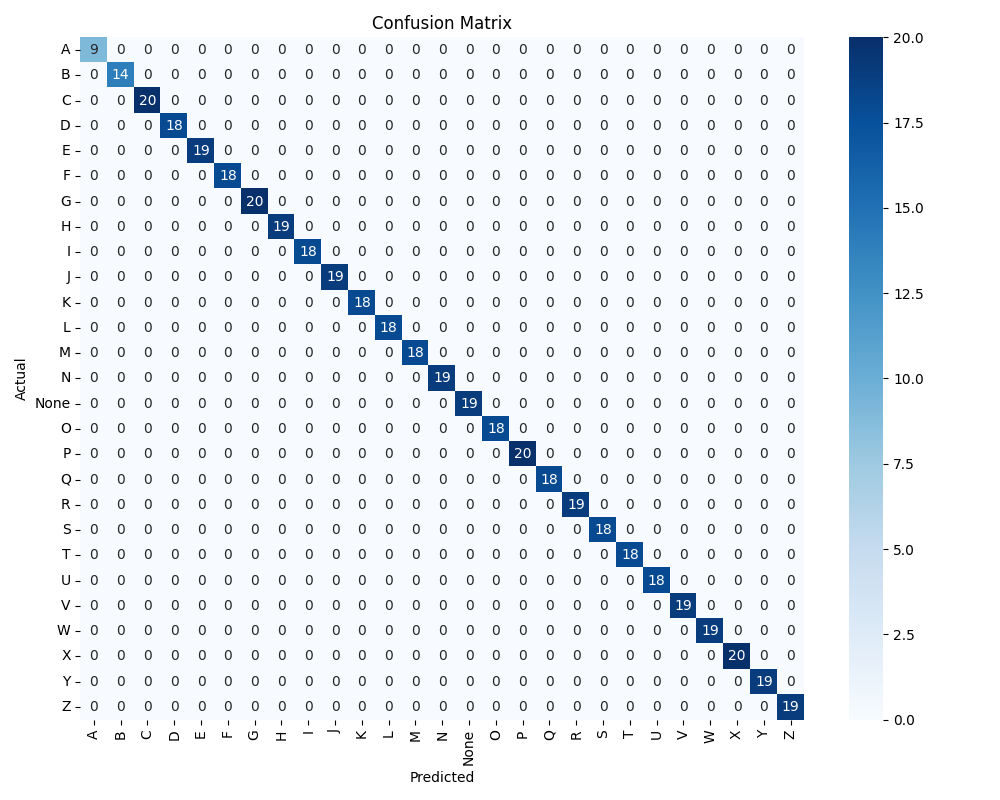 Confusion Matrix
A 9 0 0 0 0 0 0 0 0 0 0 0 0 0 0 0 0 0 0 0 0 0 0 0 0 0 0 20.0
B 0 14 0 0 0 0 0 0 0 0 0 0 0 0 0 0 0 0 0 0 0 0 0 0 0 0 0
C 0 0 20 0 0 0 0 0 0 0 0 0 0 0 0 0 0 0 0 0 0 0 0 0 0 0 0
D 0 0 0 18 0 0 0 0 0 0 0 0 0 0 0 0 0 0 0 0 0 0 0 0 0 0 0 17.5
E 0 0 0 0 19 0 0 0 0 0 0 0 0 0 0 0 0 0 0 0 0 0 0 0 0 0 0
F 0 0 0 0 0 18 0 0 0 0 0 0 0 0 0 0 0 0 0 0 0 0 0 0 0 0 0
G 0 0 0 0 0 0 20 0 0 0 0 0 0 0 0 0 0 0 0 0 0 0 0 0 0 0 0 15.0
H 0 0 0 0 0 0 0 19 0 0 0 0 0 0 0 0 0 0 0 0 0 0 0 0 0 0 0
I 0 0 0 0 0 0 0 0 18 0 0 0 0 0 0 0 0 0 0 0 0 0 0 0 0 0 0
J 0 0 0 0 0 0 0 0 0 19 0 0 0 0 0 0 0 0 0 0 0 0 0 0 0 0 0
K 0 0 0 0 0 0 0 0 0 0 18 0 0 0 0 0 0 0 0 0 0 0 0 0 0 0 0 12.5
L 0 0 0 0 0 0 0 0 0 0 0 18 0 0 0 0 0 0 0 0 0 0 0 0 0 0 0
M 0 0 0 0 0 0 0 0 0 0 0 0 18 0 0 0 0 0 0 0 0 0 0 0 0 0 0
Actual
N 0 0 0 0 0 0 0 0 0 0 0 0 0 19 0 0 0 0 0 0 0 0 0 0 0 0 0 10.0
None 0 0 0 0 0 0 0 0 0 0 0 0 0 0 19 0 0 0 0 0 0 0 0 0 0 0 0
O 0 0 0 0 0 0 0 0 0 0 0 0 0 0 0 18 0 0 0 0 0 0 0 0 0 0 0
P 0 0 0 0 0 0 0 0 0 0 0 0 0 0 0 0 20 0 0 0 0 0 0 0 0 0 0 7.5
Q 0 0 0 0 0 0 0 0 0 0 0 0 0 0 0 0 0 18 0 0 0 0 0 0 0 0 0
R 0 0 0 0 0 0 0 0 0 0 0 0 0 0 0 0 0 0 19 0 0 0 0 0 0 0 0
S 0 0 0 0 0 0 0 0 0 0 0 0 0 0 0 0 0 0 0 18 0 0 0 0 0 0 0
T 0 0 0 0 0 0 0 0 0 0 0 0 0 0 0 0 0 0 0 0 18 0 0 0 0 0 0 5.0
U 0 0 0 0 0 0 0 0 0 0 0 0 0 0 0 0 0 0 0 0 0 18 0 0 0 0 0
V 0 0 0 0 0 0 0 0 0 0 0 0 0 0 0 0 0 0 0 0 0 0 19 0 0 0 0
W 0 0 0 0 0 0 0 0 0 0 0 0 0 0 0 0 0 0 0 0 0 0 0 19 0 0 0 2.5
X 0 0 0 0 0 0 0 0 0 0 0 0 0 0 0 0 0 0 0 0 0 0 0 0 20 0 0
Y 0 0 0 0 0 0 0 0 0 0 0 0 0 0 0 0 0 0 0 0 0 0 0 0 0 19 0
Z 0 0 0 0 0 0 0 0 0 0 0 0 0 0 0 0 0 0 0 0 0 0 0 0 0 0 19 0.0
A B C D E F G H I J K L M N None O P Q R S T U V W X Y Z
Predicted